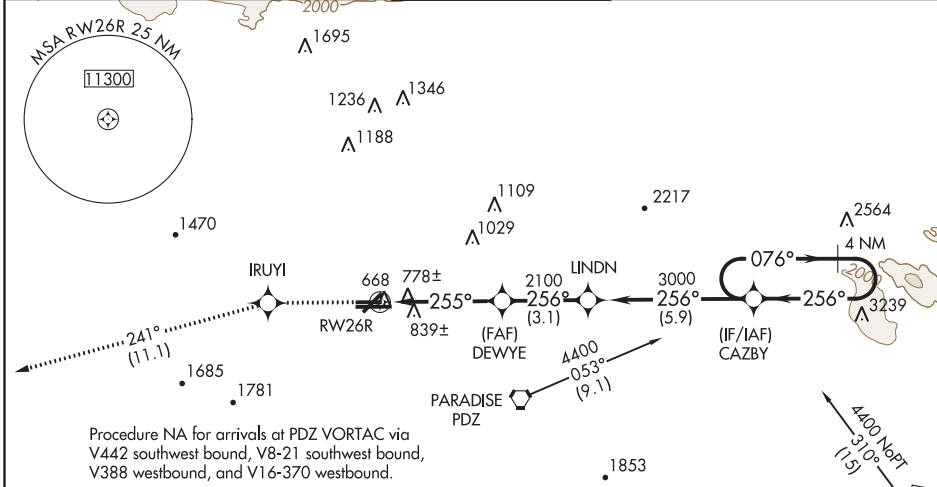 2000
MSA RW26R 25 NM
11300
1695
1236
1346
1188
1109
1029
2217
2564
1470
IRUYI
668
778±
839±
RW26R
255°
2100
256°
(3.1)
LINDN
3000
256°
(5.9)
076°
4 NM
2000
256°
3239
(FAF)
DEWYE
(IF/IAF)
CAZBY
241°
(11.1)
4400
053°
(9.1)
PARADISE
PDZ
1685
1781
4400 NoPT
310°
(15)
1853
Procedure NA for arrivals at PDZ VORTAC via
V442 southwest bound, V8-21 southwest bound,
V388 westbound, and V16-370 westbound.